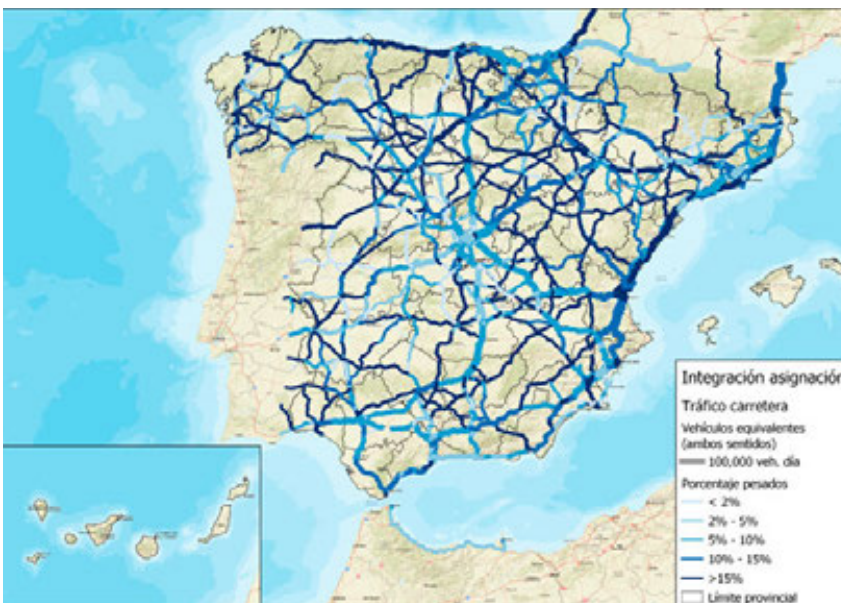 Integración asignación
Tráfico carretera
Vehículos equivalentes
(ambos sentidos)
100,000 veh. día
Porcentaje pesados
< 2%
2% - 5%
5% - 10%
10% - 15%
>15%
Límite provincial